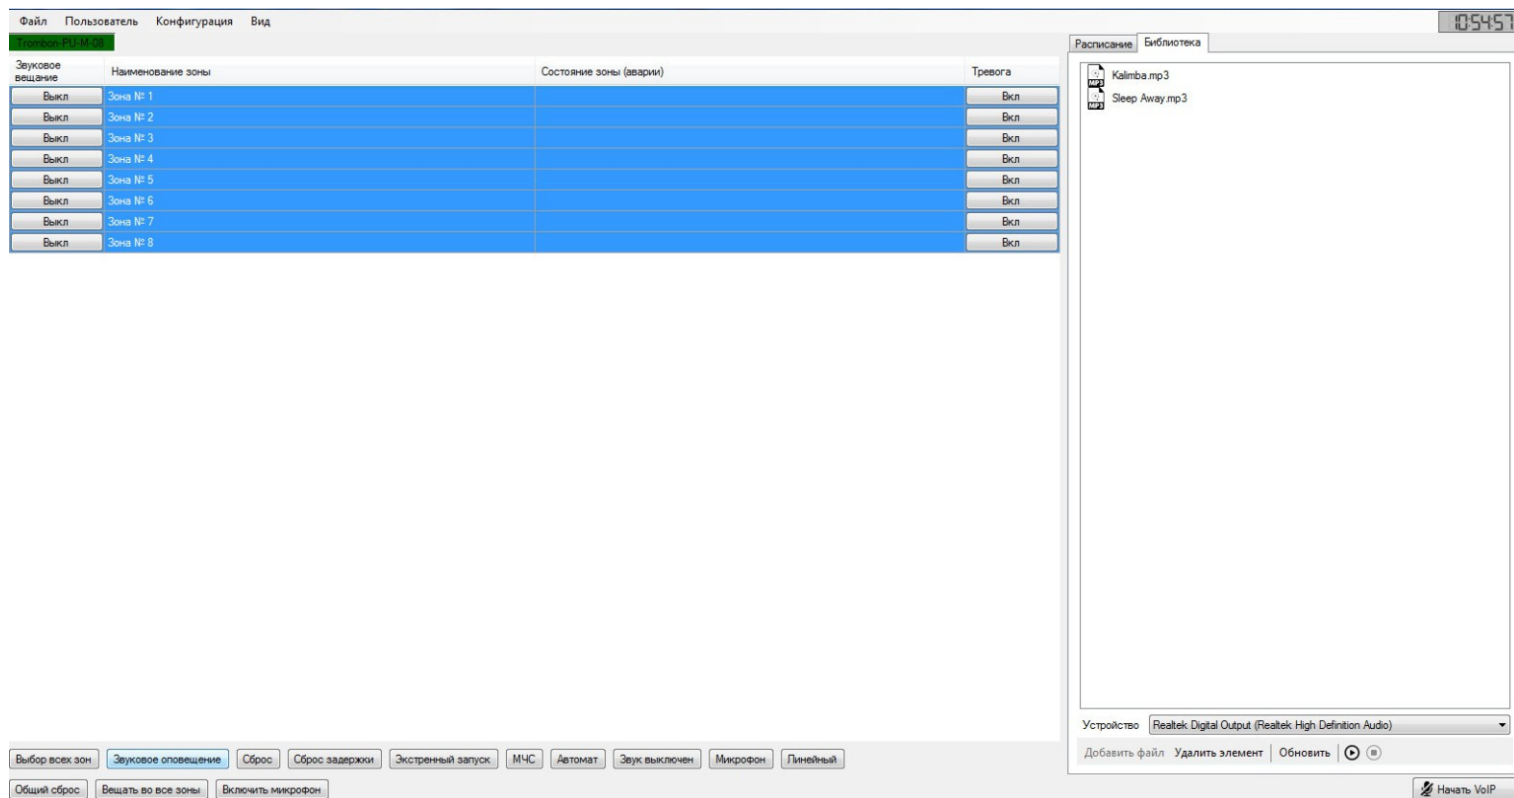 Файл Пользователь Конфигурация Вид
10:54:57
Trombon-PU-M-08
Расписание Библиотека
Звуковое вещание Наименование зоны Состояние зоны (аварии) Тревога
Выкл Зона № 1 Вкл
Выкл Зона № 2 Вкл
Выкл Зона № 3 Вкл
Выкл Зона № 4 Вкл
Выкл Зона № 5 Вкл
Выкл Зона № 6 Вкл
Выкл Зона № 7 Вкл
Выкл Зона № 8 Вкл
MP3 Kalimba.mp3
MP3 Sleep Away.mp3
Устройство Realtek Digital Output (Realtek High Definition Audio)
Добавить файл Удалить элемент Обновить
Выбор всех зон Звуковое оповещение Сброс Сброс задержки Экстренный запуск МЧС Автомат Звук выключен Микрофон Линейный
Общий сброс Вещать во все зоны Включить микрофон
Начать VoIP